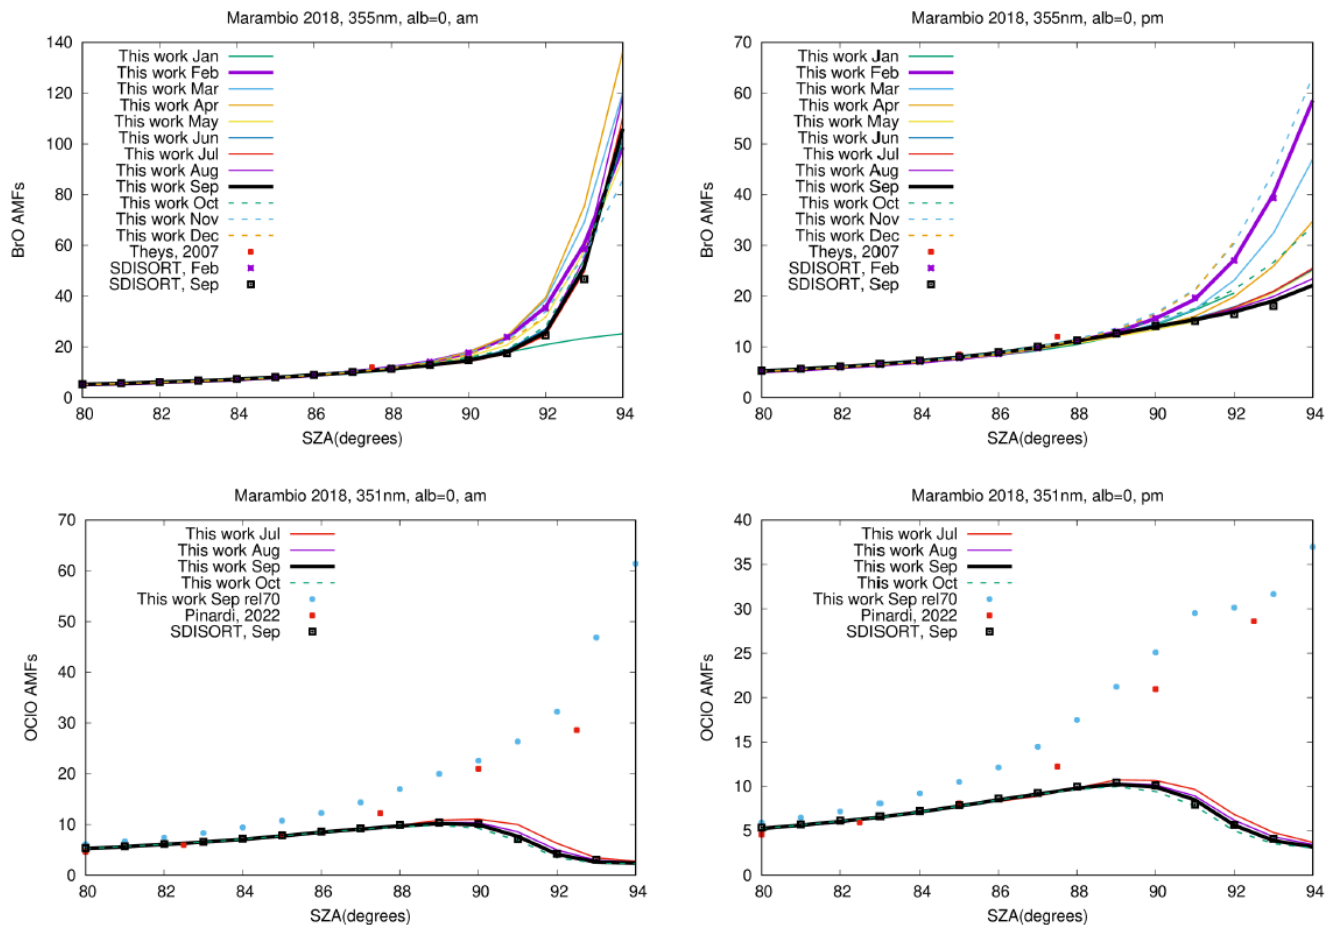 Marambio 2018, 355nm, alb=0, am
140
120
100
80
60
40
20
0
BrO AMFs
This work Jan
This work Feb
This work Mar
This work Apr
This work May
This work Jun
This work Jul
This work Aug
This work Sep
This work Oct
This work Nov
This work Dec
Theys, 2007
SDISORT, Feb
SDISORT, Sep
80 82 84 86 88 90 92 94
SZA(degrees)
Marambio 2018, 355nm, alb=0, pm
70
60
50
40
30
20
10
0
BrO AMFs
This work Jan
This work Feb
This work Mar
This work Apr
This work May
This work Jun
This work Jul
This work Aug
This work Sep
This work Oct
This work Nov
This work Dec
Theys, 2007
SDISORT, Feb
SDISORT, Sep
80 82 84 86 88 90 92 94
SZA(degrees)
Marambio 2018, 351nm, alb=0, am
70
60
50
40
30
20
10
0
OClO AMFs
This work Jul
This work Aug
This work Sep
This work Oct
This work Sep rel70
Pinardi, 2022
SDISORT, Sep
80 82 84 86 88 90 92 94
SZA(degrees)
Marambio 2018, 351nm, alb=0, pm
40
35
30
25
20
15
10
5
0
OClO AMFs
This work Jul
This work Aug
This work Sep
This work Oct
This work Sep rel70
Pinardi, 2022
SDISORT, Sep
80 82 84 86 88 90 92 94
SZA(degrees)